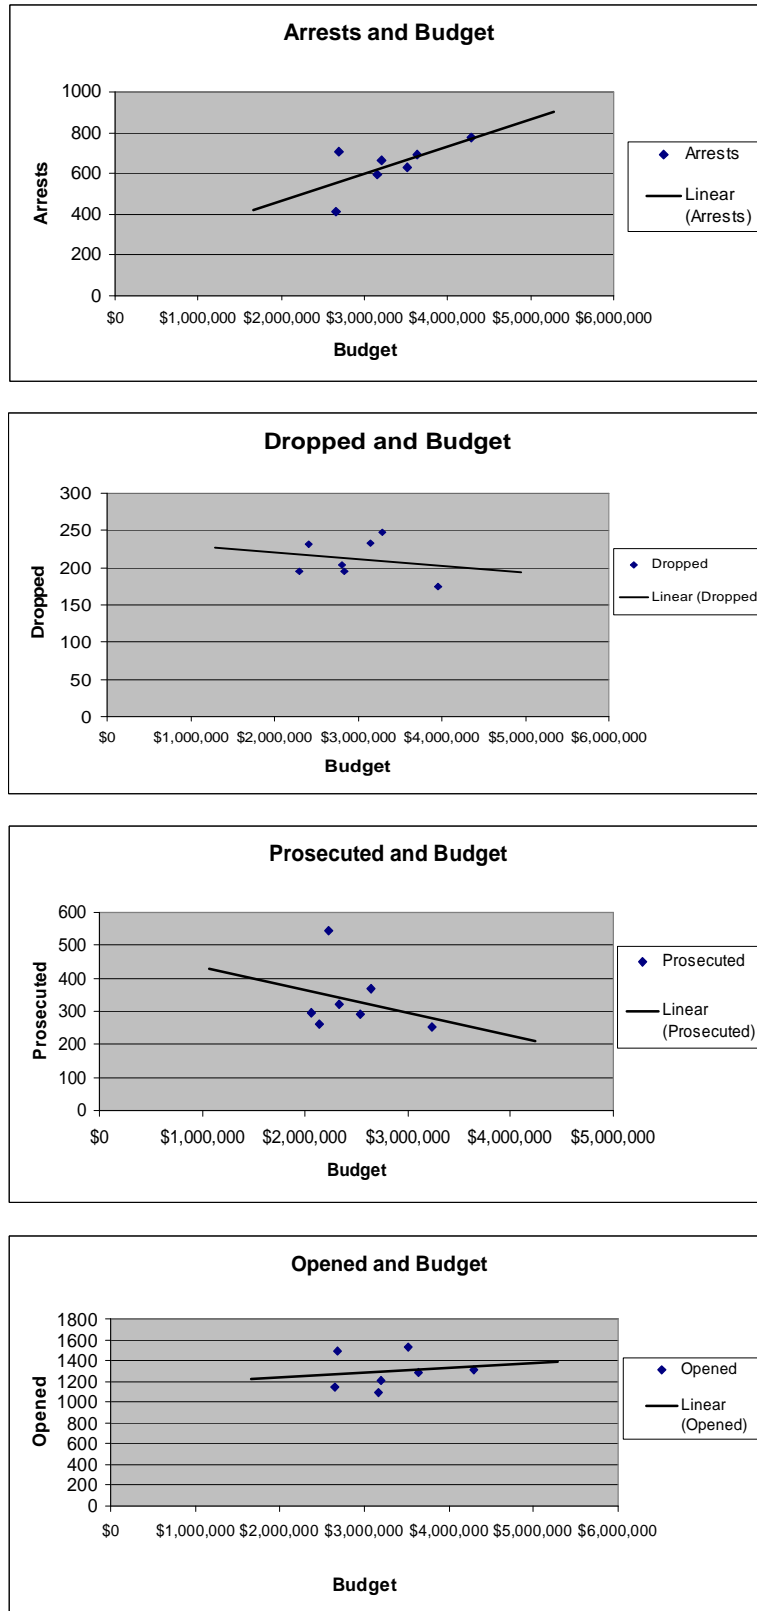 Arrests and Budget
1000
800
600
400
200
0
Arrests
$0 $1,000,000 $2,000,000 $3,000,000 $4,000,000 $5,000,000 $6,000,000
Budget
Arrests
Linear
(Arrests)
Dropped and Budget
300
250
200
150
100
50
0
Dropped
$0 $1,000,000 $2,000,000 $3,000,000 $4,000,000 $5,000,000 $6,000,000
Budget
Dropped
Linear (Dropped
Prosecuted and Budget
600
500
400
300
200
100
0
Prosecuted
$0 $1,000,000 $2,000,000 $3,000,000 $4,000,000 $5,000,000
Budget
Prosecuted
Linear
(Prosecuted)
Opened and Budget
1800
1600
1400
1200
1000
800
600
400
200
0
Opened
$0 $1,000,000 $2,000,000 $3,000,000 $4,000,000 $5,000,000 $6,000,000
Budget
Opened
Linear
(Opened)